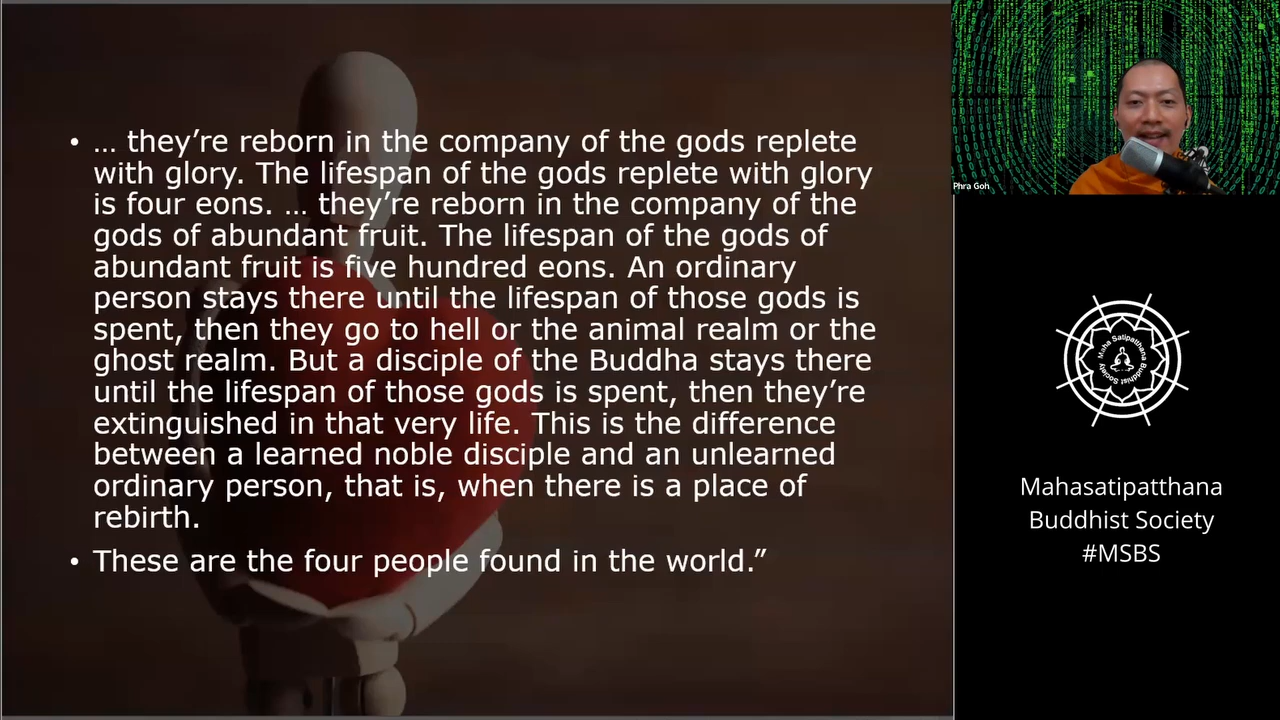 • … they’re reborn in the company of the gods replete
with glory. The lifespan of the gods replete with glory
is four eons. … they’re reborn in the company of the
gods of abundant fruit. The lifespan of the gods of
abundant fruit is five hundred eons. An ordinary
person stays there until the lifespan of those gods is
spent, then they go to hell or the animal realm or the
ghost realm. But a disciple of the Buddha stays there
until the lifespan of those gods is spent, then they’re
extinguished in that very life. This is the difference
between a learned noble disciple and an unlearned
ordinary person, that is, when there is a place of
rebirth.
• These are the four people found in the world.”
Phra Goh
Maha Satipatthana
Buddhist Society
Mahasatipatthana
Buddhist Society
#MSBS